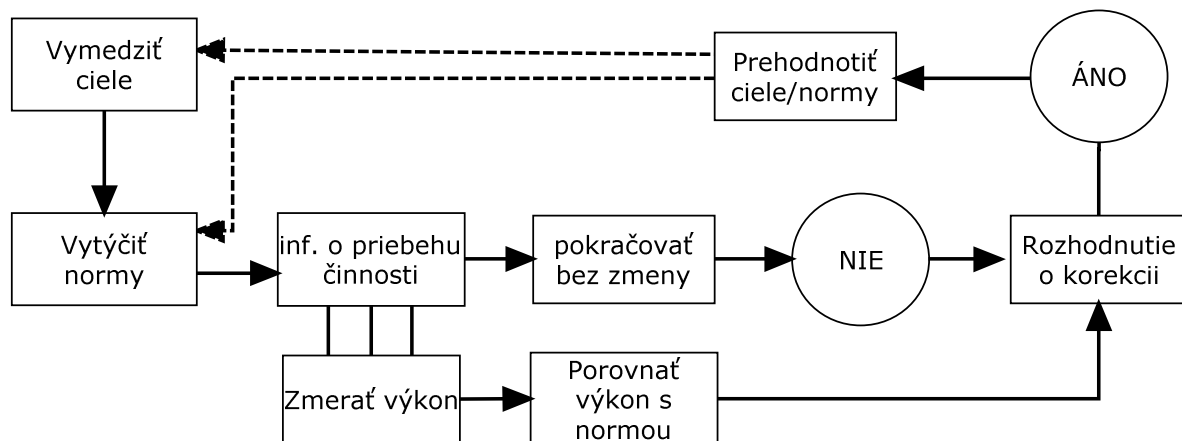 Vymedziť
ciele
Prehodnotiť
ciele/normy
ÁNO
Vytýčiť
normy
inf. o priebehu
činnosti
pokračovať
bez zmeny
NIE
Rozhodnutie
o korekcii
Zmerať výkon
Porovnať
výkon s
normou